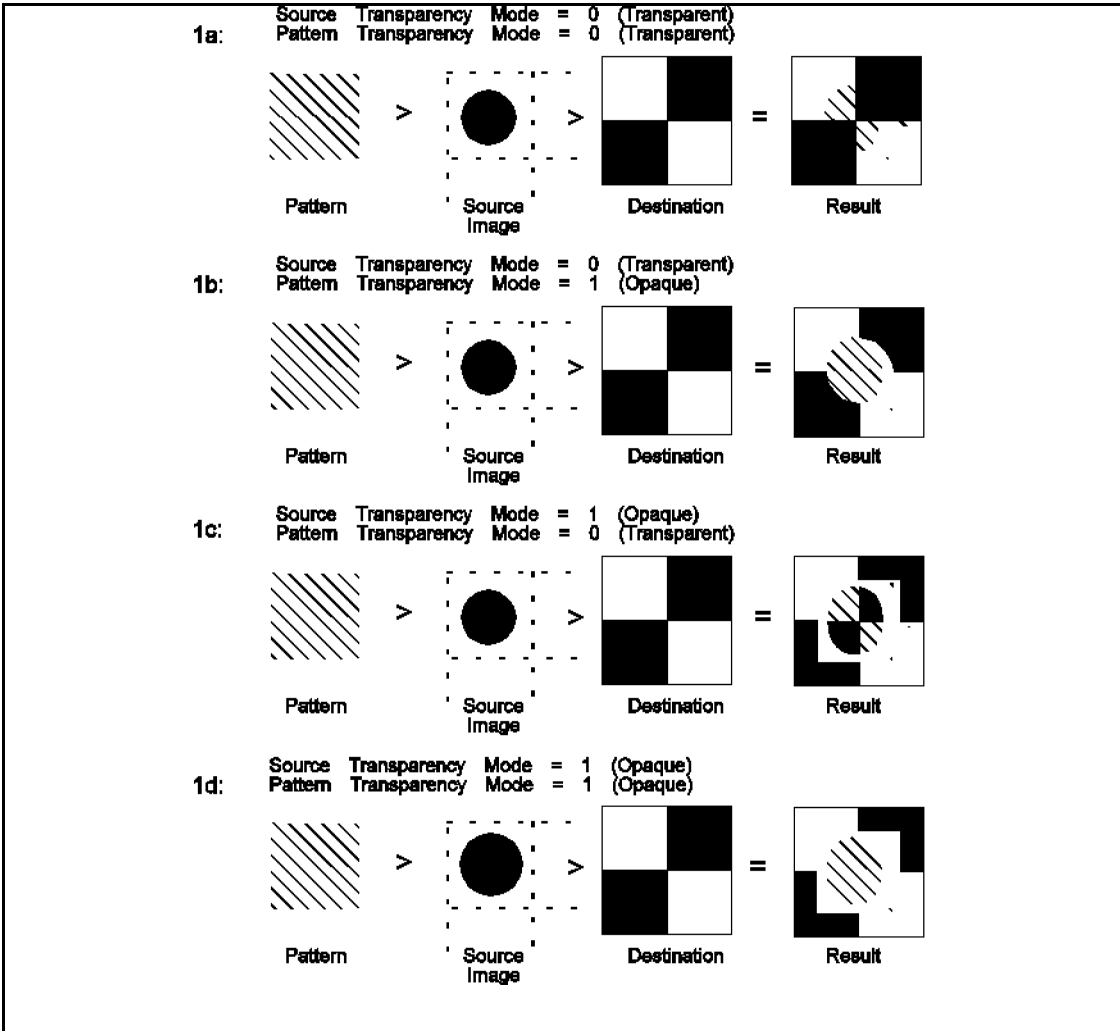 Source Transparency Mode = 0 (Transparent)
1a: Pattern Transparency Mode = 0 (Transparent)
> > =
Pattern Source Image Destination Result
Source Transparency Mode = 0 (Transparent)
1b: Pattern Transparency Mode = 1 (Opaque)
> > =
Pattern Source Image Destination Result
Source Transparency Mode = 1 (Opaque)
1c: Pattern Transparency Mode = 0 (Transparent)
> > =
Pattern Source Image Destination Result
Source Transparency Mode = 1 (Opaque)
1d: Pattern Transparency Mode = 1 (Opaque)
> > =
Pattern Source Image Destination Result